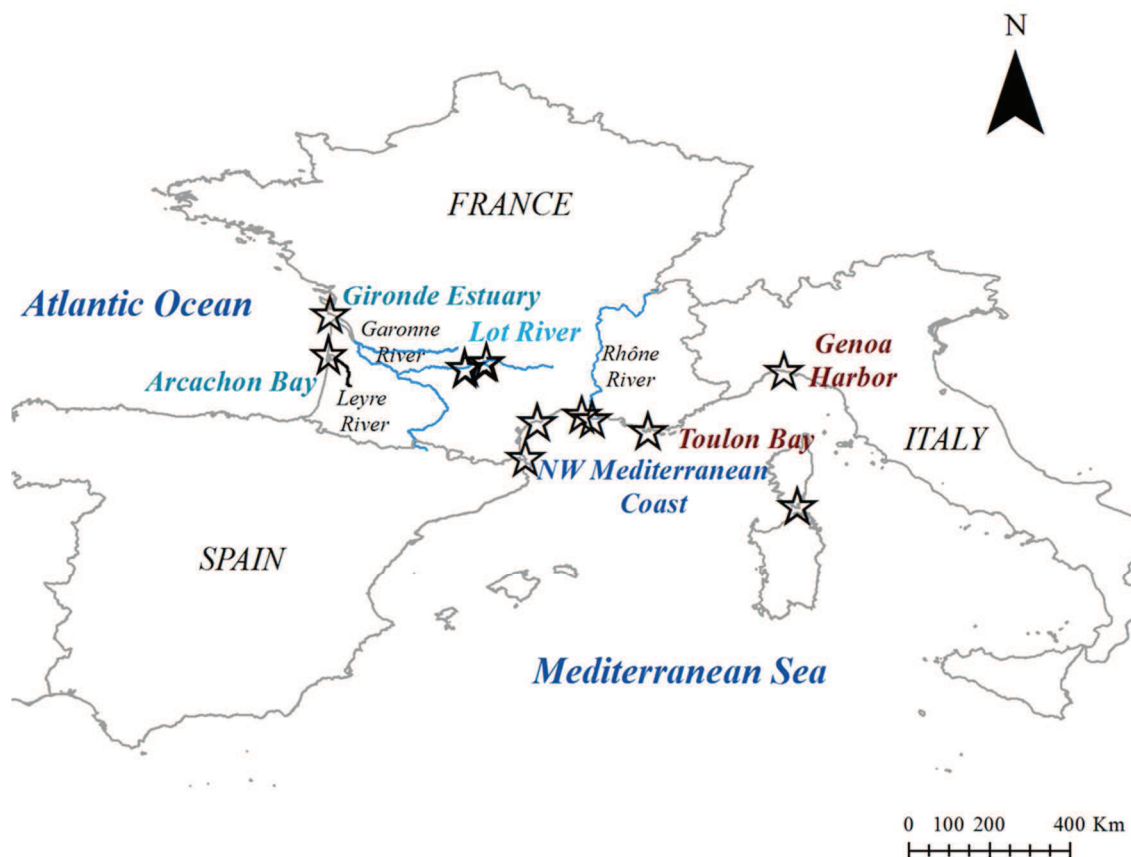 N
FRANCE
Atlantic Ocean
Gironde Estuary
Garonne
River
Lot River
Rhône
River
Genoa
Harbor
Arcachon Bay
Leyre
River
Toulon Bay
ITALY
NW Mediterranean
Coast
SPAIN
Mediterranean Sea
0 100 200 400 Km